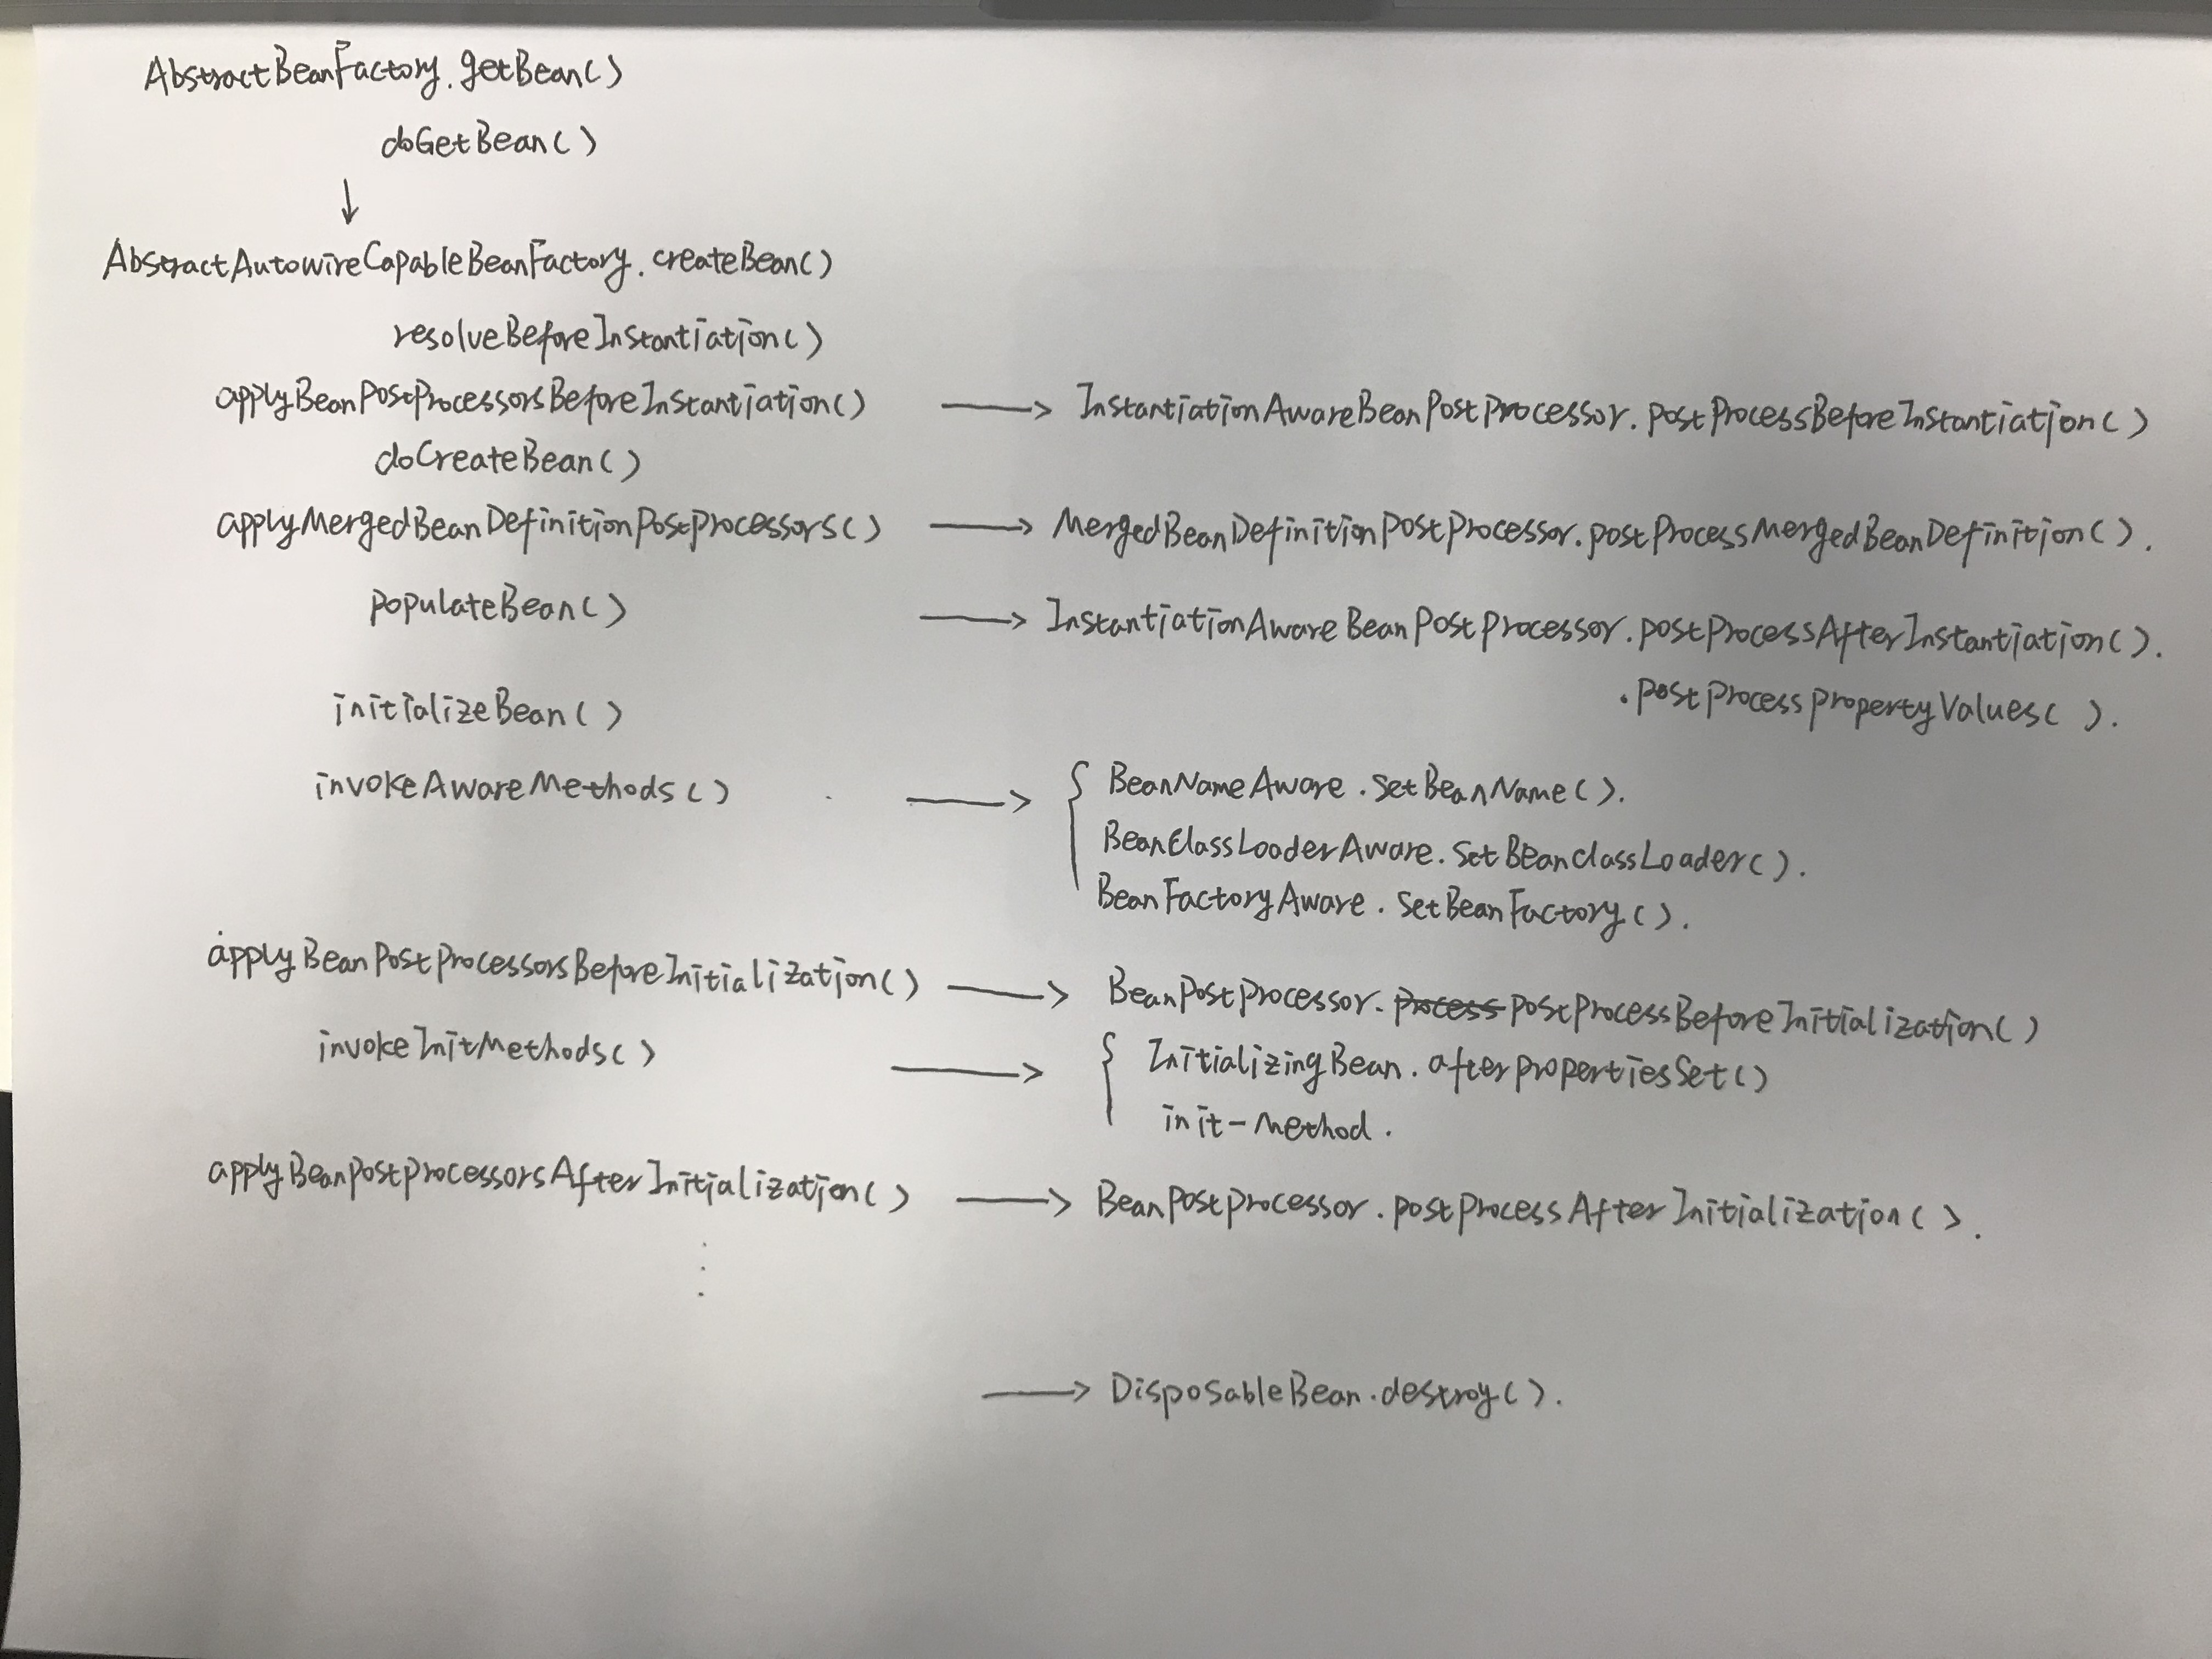 AbstractBeanFactory.getBean()
doGetBean()
↓
AbstractAutowireCapableBeanFactory.createBean()
resolveBeforeInstantiation()
applyBeanPostProcessorsBeforeInstantiation() → InstantiationAwareBeanPostProcessor.postProcessBeforeInstantiation()
doCreateBean()
applyMergedBeanDefinitionPostProcessors() → MergedBeanDefinitionPostProcessor.postProcessMergedBeanDefinition().
populateBean() → InstantiationAwareBeanPostProcessor.postProcessAfterInstantiation().
.postProcessPropertyValues( ).
initializeBean()
invokeAwareMethods() → { BeanNameAware.setBeanName().
BeanClassLoaderAware.setBeanClassLoader().
BeanFactoryAware.setBeanFactory().
applyBeanPostProcessorsBeforeInitialization() → BeanPostProcessor.process postProcessBeforeInitialization()
invokeInitMethods() → { InitializingBean.afterPropertiesSet()
init-method.
applyBeanPostProcessorsAfterInitialization() → BeanPostProcessor.postProcessAfterInitialization().
⋮
→ DisposableBean.destroy().